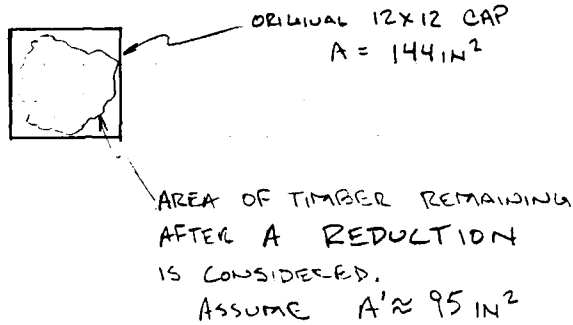 ORIGINAL 12X12 CAP
A = 144 IN²
AREA OF TIMBER REMAINING
AFTER A REDUCTION
IS CONSIDERED.
ASSUME A' ≈ 95 IN²